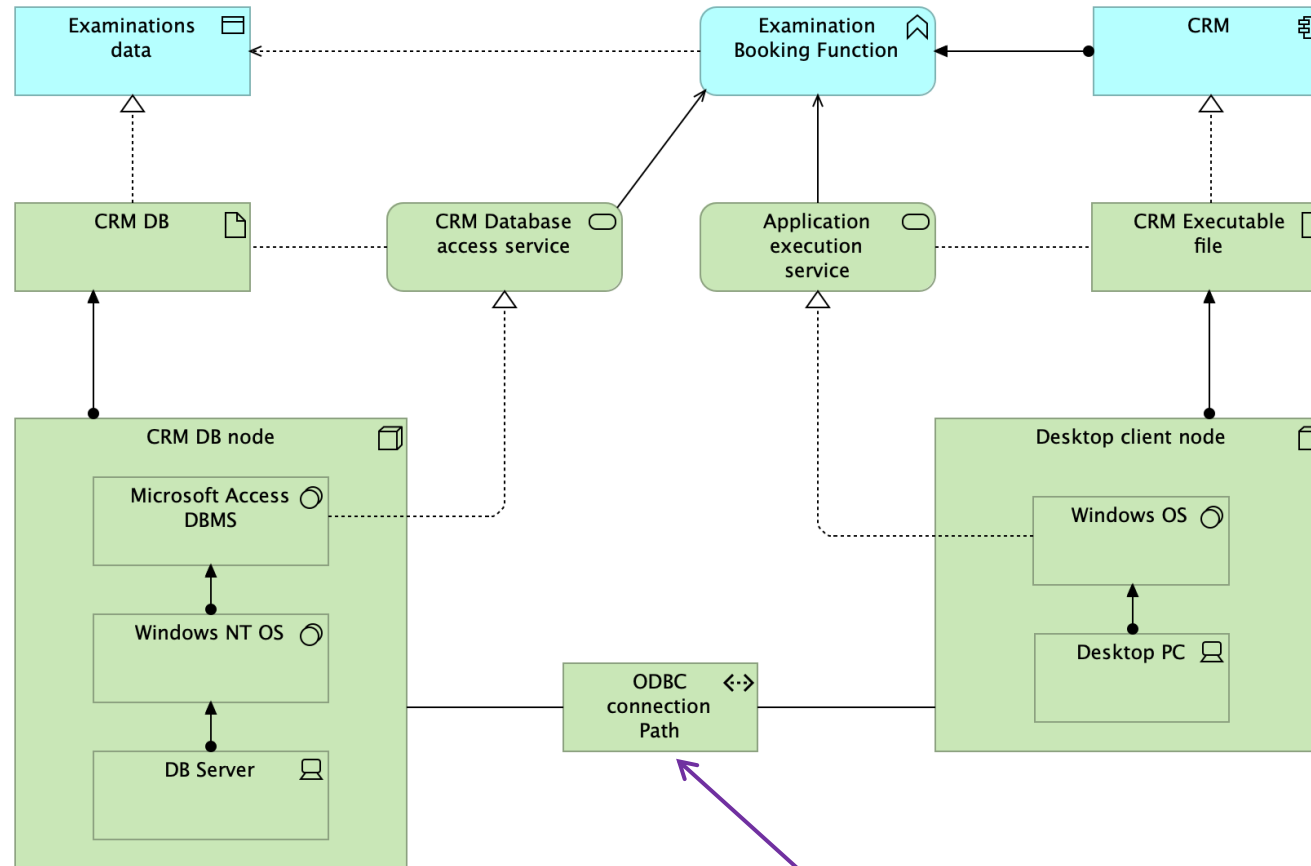 Examinations
data
Examination
Booking Function
CRM
CRM DB
CRM Database
access service
Application
execution
service
CRM Executable
file
CRM DB node
Microsoft Access
DBMS
Windows NT OS
DB Server
ODBC
connection
Path
Desktop client node
Windows OS
Desktop PC